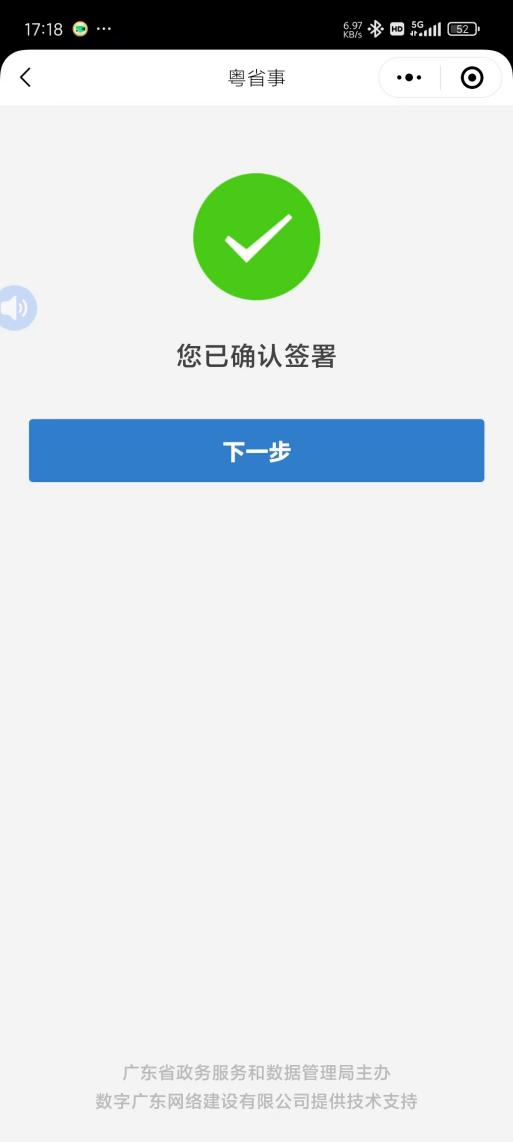 17:18
6.97
KB/s
HD
5G
52
粤省事
您已确认签署
下一步
广东省政务服务和数据管理局主办
数字广东网络建设有限公司提供技术支持